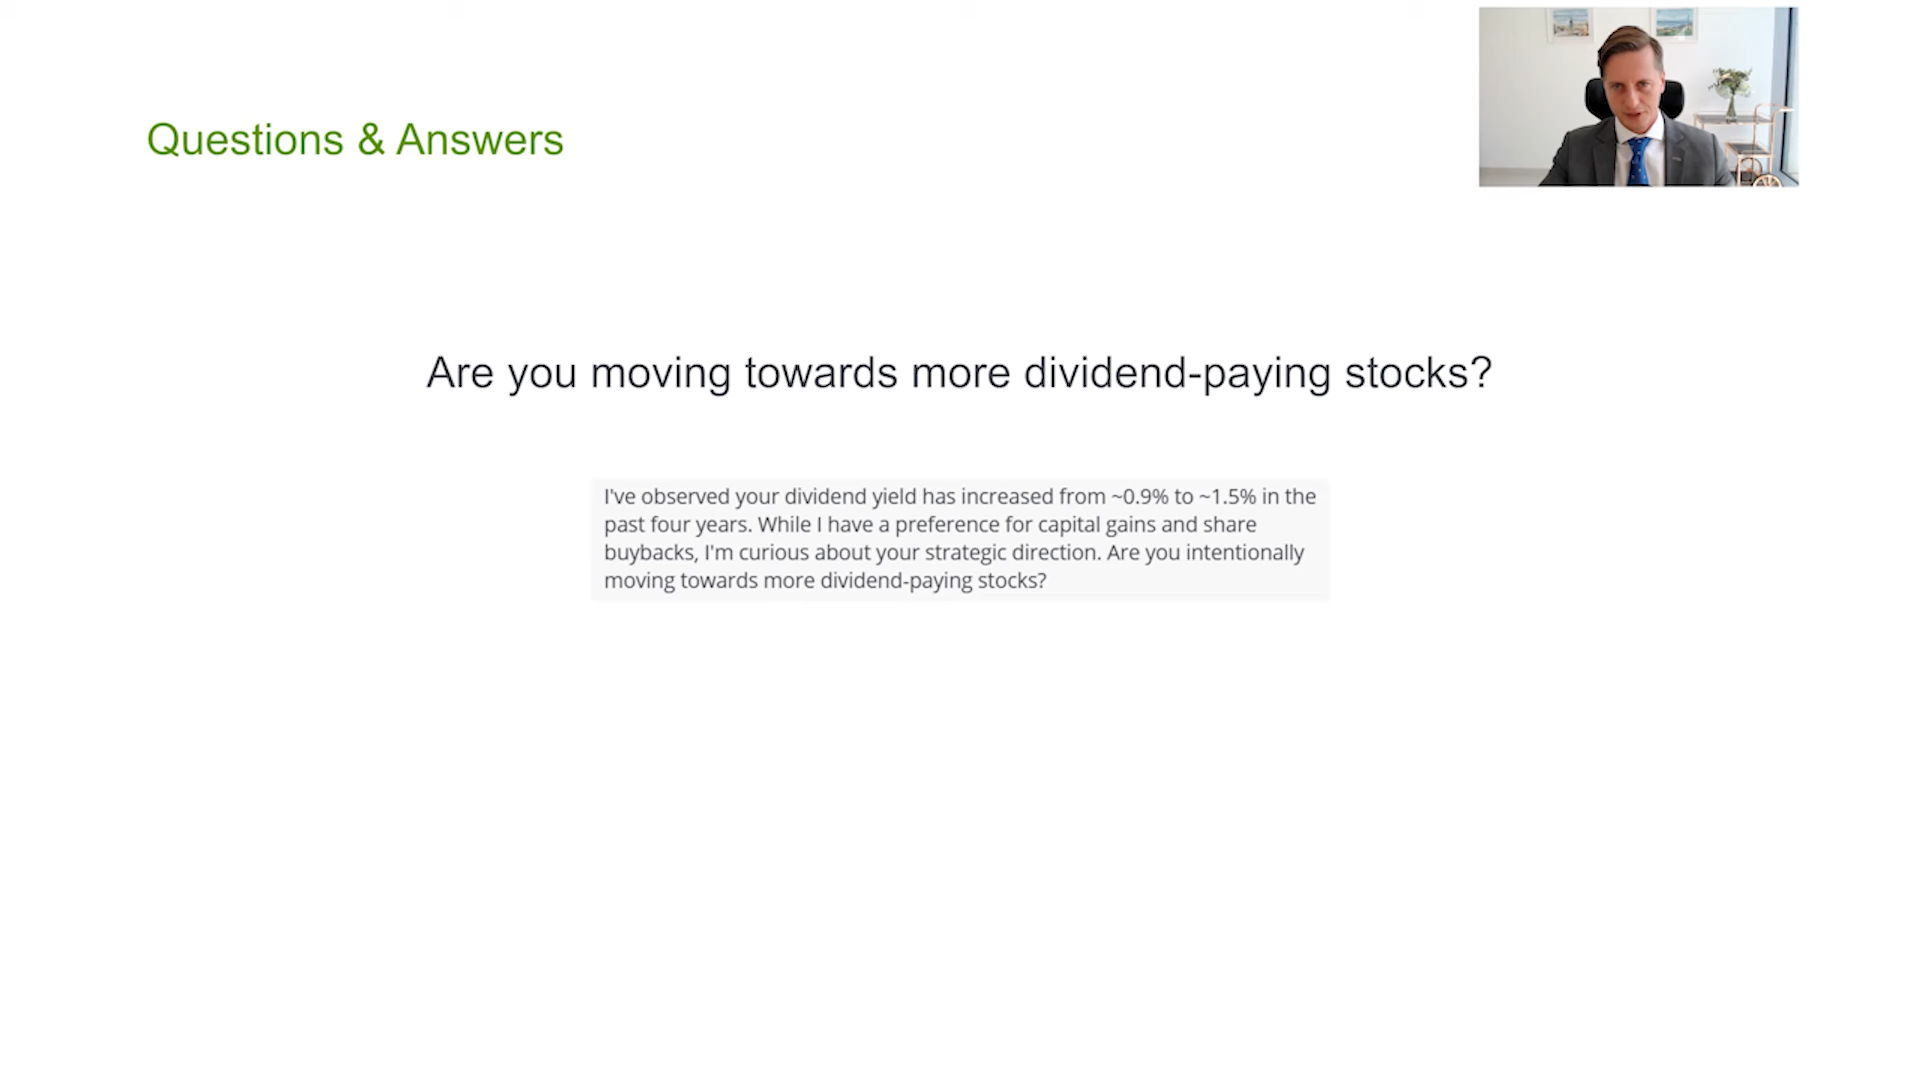 Questions & Answers
Are you moving towards more dividend-paying stocks?
I've observed your dividend yield has increased from ~0.9% to ~1.5% in the
past four years. While I have a preference for capital gains and share
buybacks, I'm curious about your strategic direction. Are you intentionally
moving towards more dividend-paying stocks?